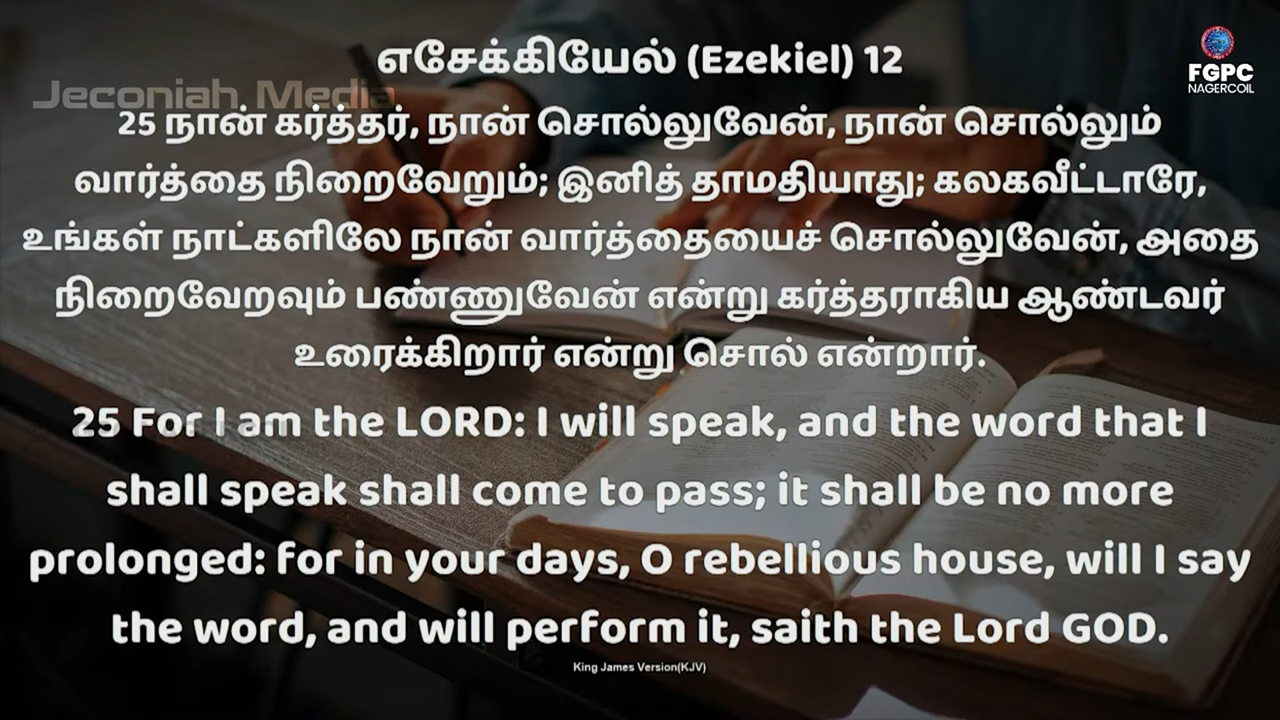 எசேக்கியேல் (Ezekiel) 12
FGPC
NAGERCOIL
Jeconiah Media
25 நான் கர்த்தர், நான் சொல்லுவேன், நான் சொல்லும்
வார்த்தை நிறைவேறும்; இனித் தாமதியாது; கலகவீட்டாரே,
உங்கள் நாட்களிலே நான் வார்த்தையைச் சொல்லுவேன், அதை
நிறைவேறவும் பண்ணுவேன் என்று கர்த்தராகிய ஆண்டவர்
உரைக்கிறார் என்று சொல் என்றார்.
25 For I am the LORD: I will speak, and the word that I
shall speak shall come to pass; it shall be no more
prolonged: for in your days, O rebellious house, will I say
the word, and will perform it, saith the Lord GOD.
King James Version(KJV)